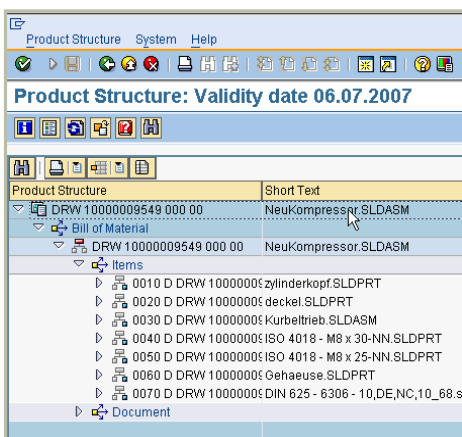 Product Structure System Help
Product Structure: Validity date 06.07.2007
Product Structure Short Text
DRW 10000009549 000 00 NeuKompressor.SLDASM
Bill of Material
DRW 10000009549 000 00 NeuKompressor.SLDASM
Items
0010 D DRW 1000000 zylinderkopf.SLDPRT
0020 D DRW 1000000 deckel.SLDPRT
0030 D DRW 1000000 Kurbeltrieb.SLDASM
0040 D DRW 1000000 ISO 4018 - M8 x 30-NN.SLDPRT
0050 D DRW 1000000 ISO 4018 - M8 x 25-NN.SLDPRT
0060 D DRW 1000000 Gehaeuse.SLDPRT
0070 D DRW 1000000 DIN 625 - 6306 - 10,DE,NC,10_68.s
Document